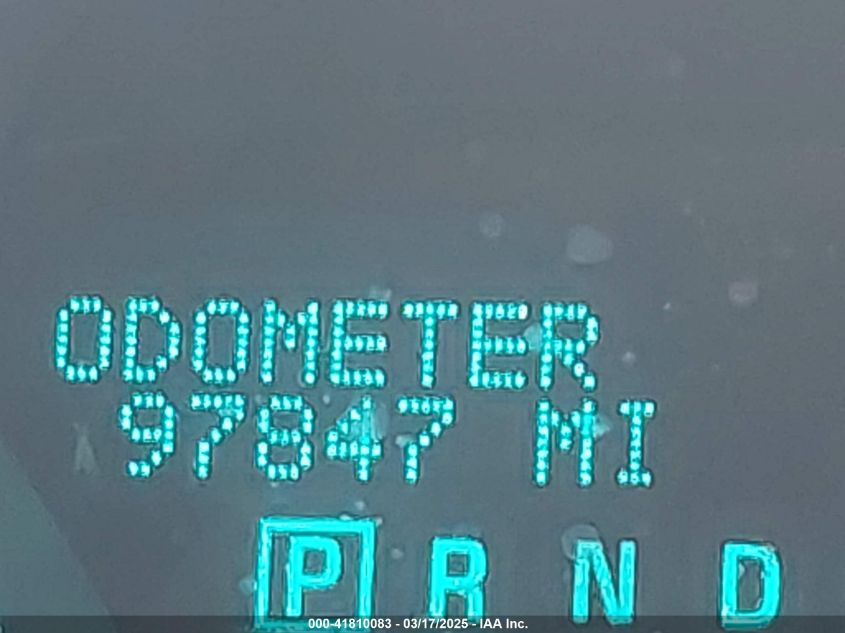 ODOMETER
97847 MI
P R N D
000-41810083 - 03/17/2025 - IAA Inc.